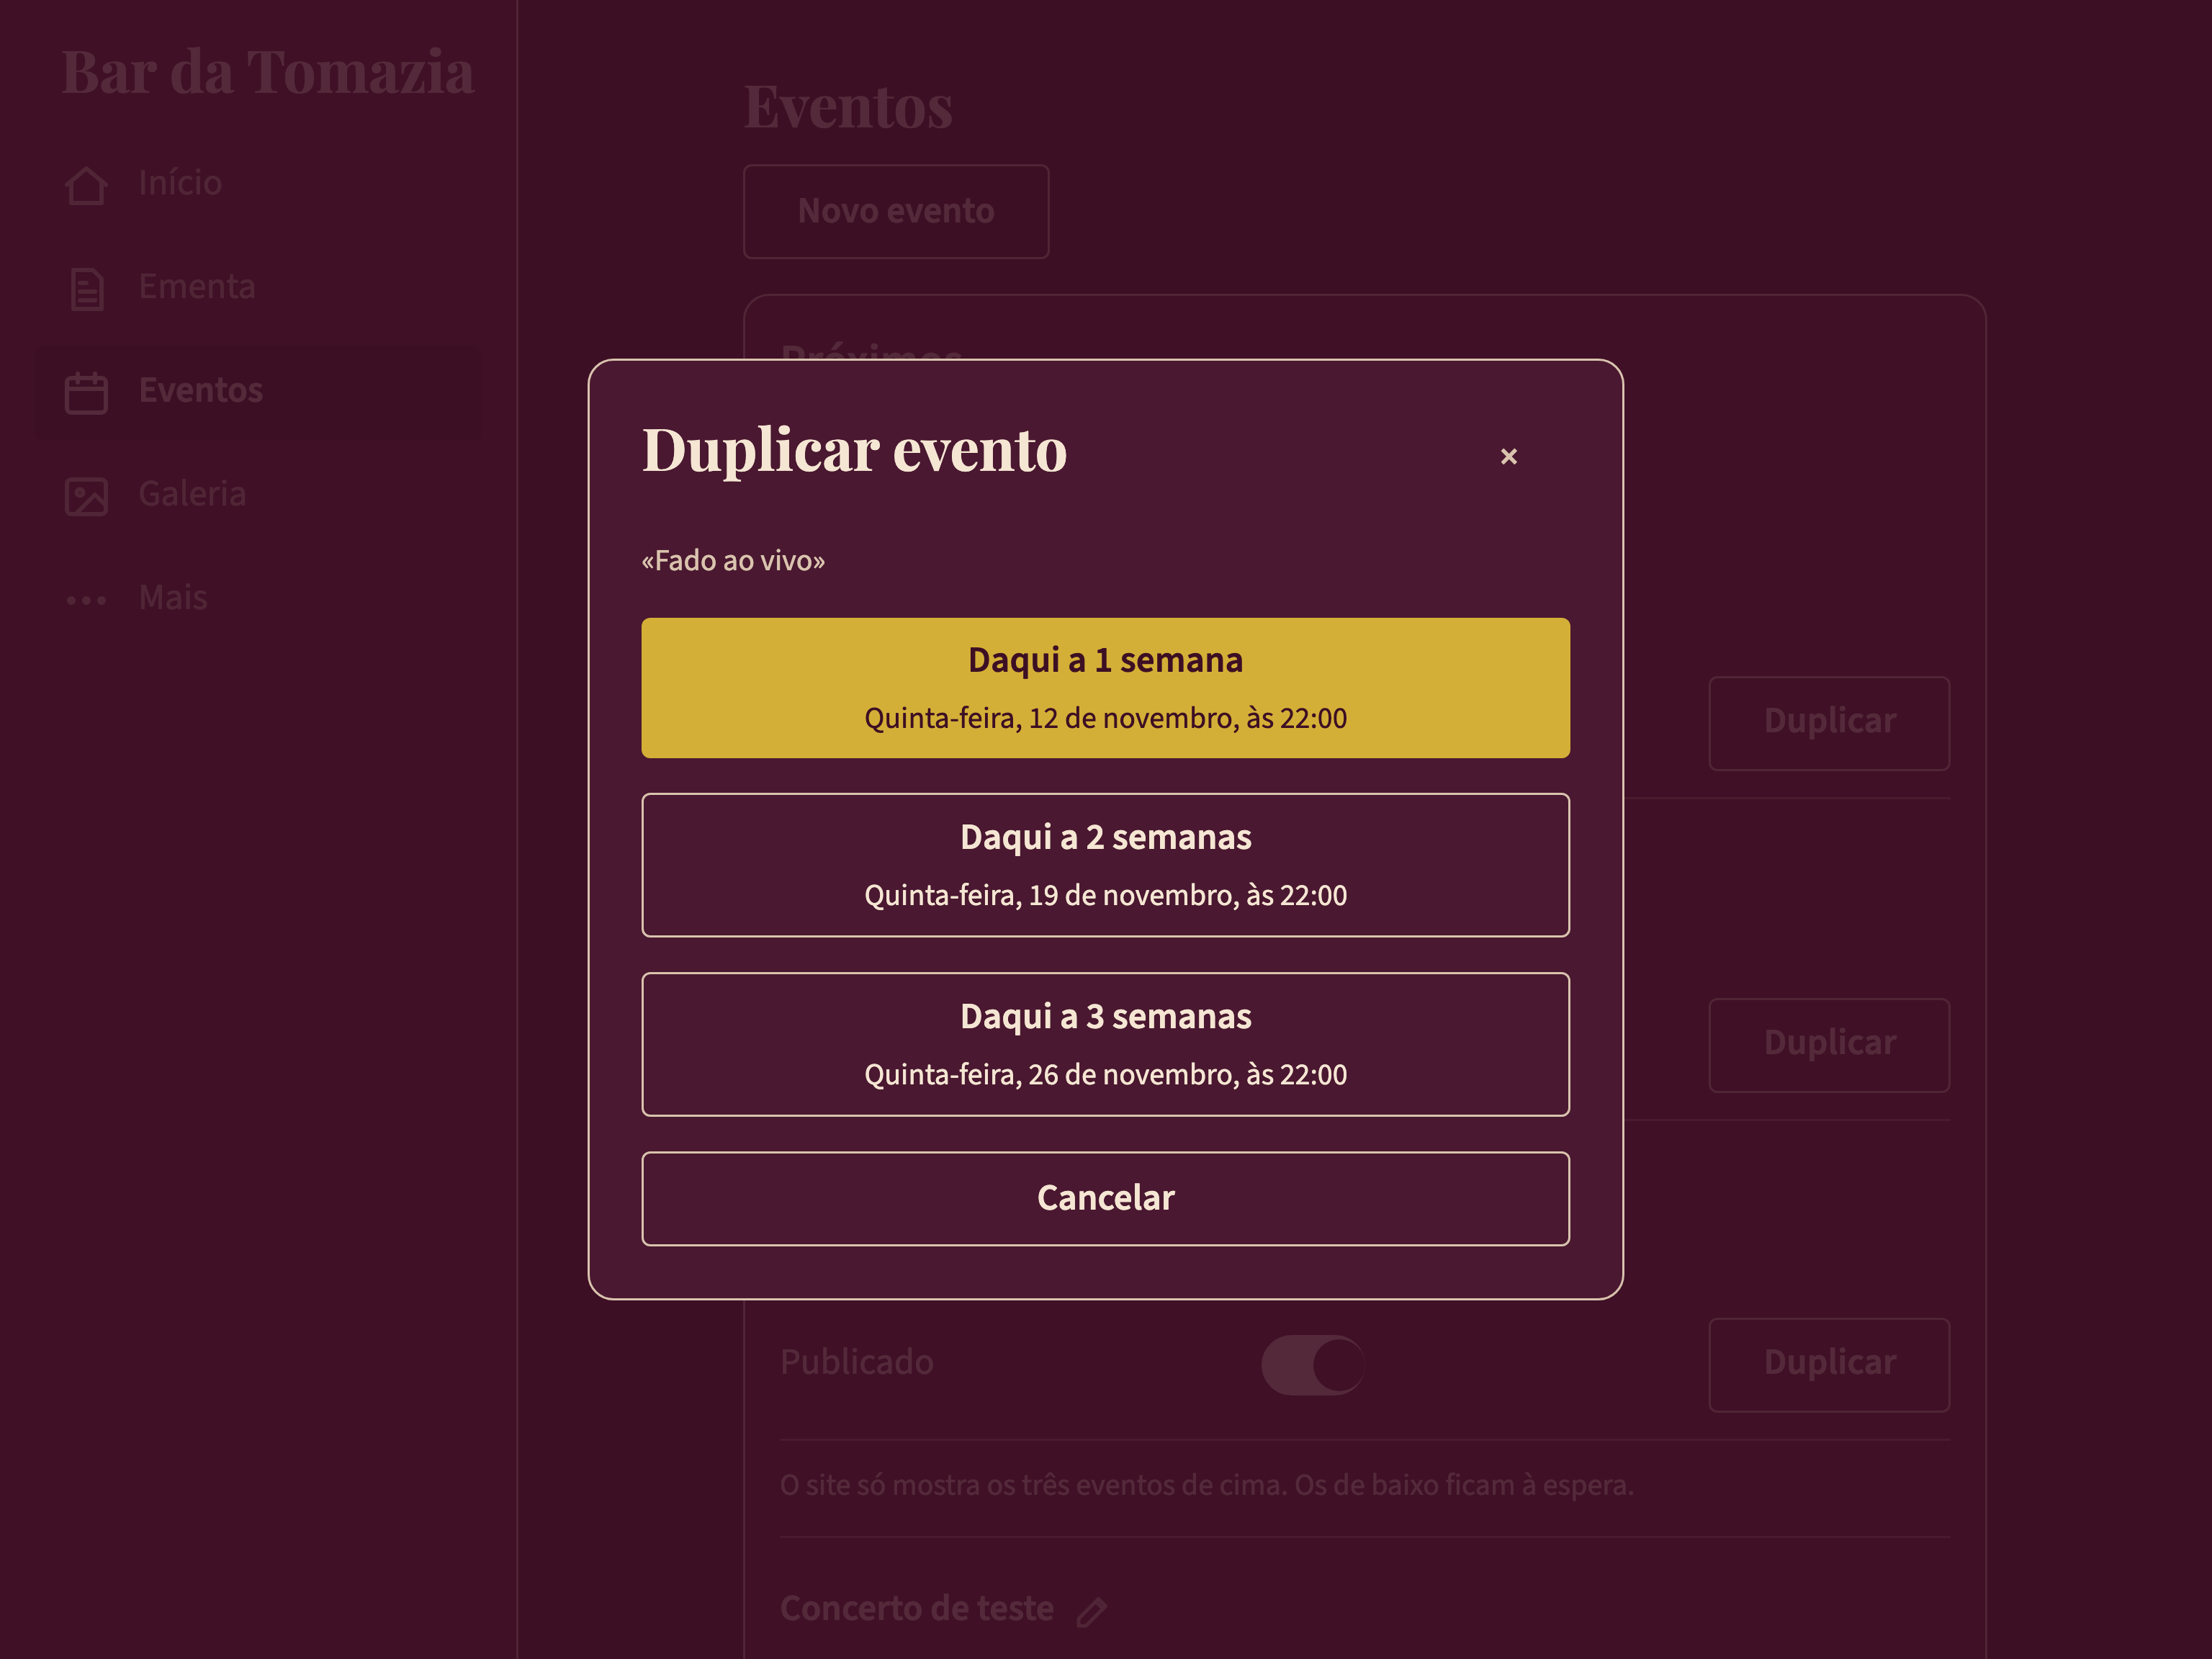 Bar da Tomazia
Início
Ementa
Eventos
Galeria
Mais
Eventos
Novo evento
Próximos
Duplicar evento
×
«Fado ao vivo»
Daqui a 1 semana
Quinta-feira, 12 de novembro, às 22:00
Daqui a 2 semanas
Quinta-feira, 19 de novembro, às 22:00
Daqui a 3 semanas
Quinta-feira, 26 de novembro, às 22:00
Cancelar
Duplicar
Duplicar
Publicado
Duplicar
O site só mostra os três eventos de cima. Os de baixo ficam à espera.
Concerto de teste